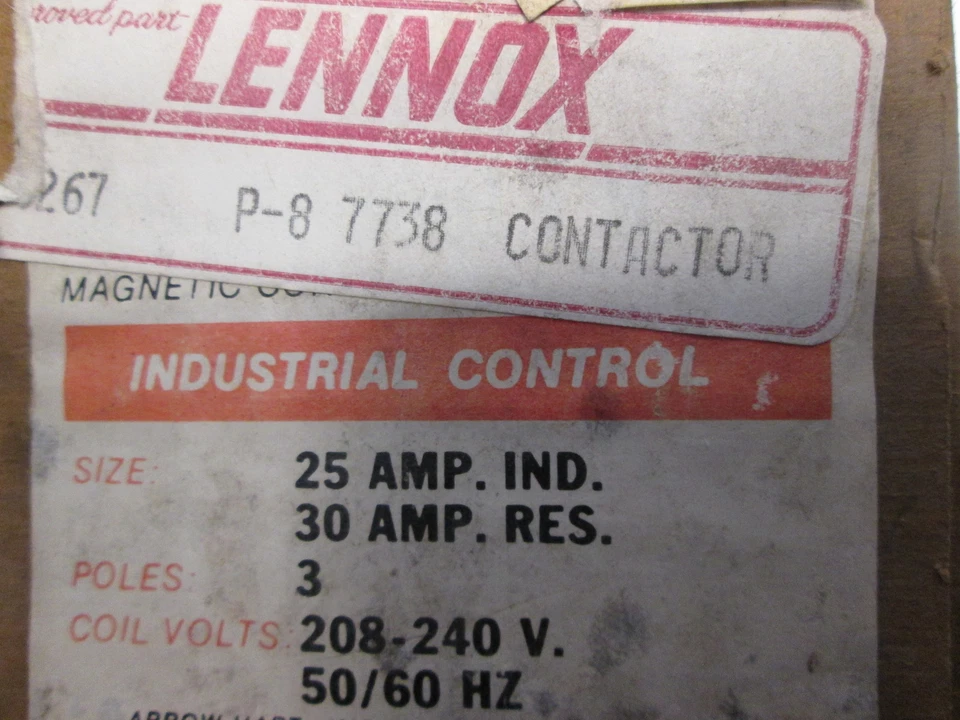 roved part
LENNOX
267 P-8 7738 CONTACTOR
MAGNETIC
INDUSTRIAL CONTROL
SIZE: 25 AMP. IND.
30 AMP. RES.
POLES: 3
COIL VOLTS: 208-240 V.
50/60 HZ